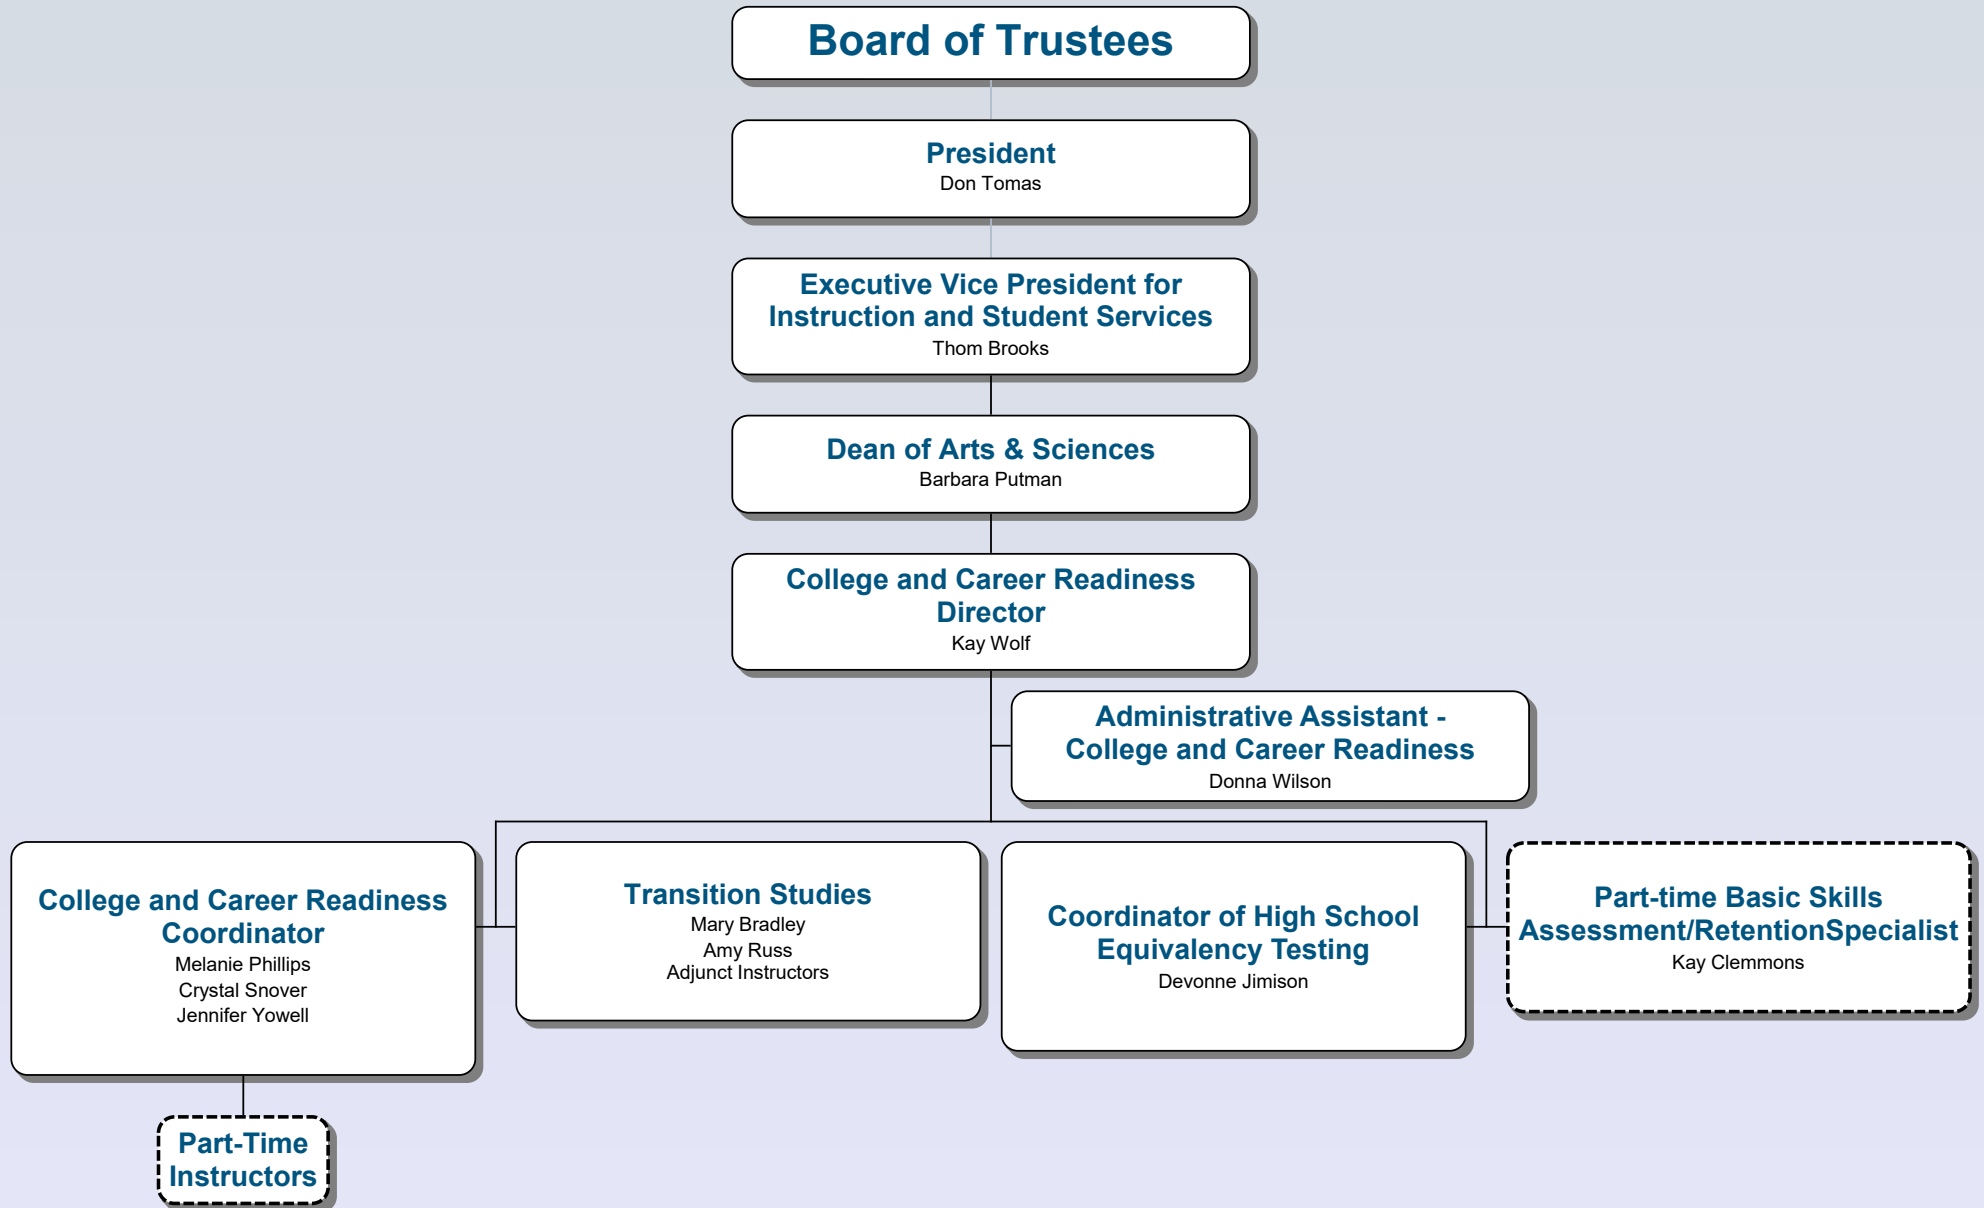 Board of Trustees
President
Don Tomas
Executive Vice President for
Instruction and Student Services
Thom Brooks
Dean of Arts & Sciences
Barbara Putman
College and Career Readiness
Director
Kay Wolf
Administrative Assistant -
College and Career Readiness
Donna Wilson
College and Career Readiness
Coordinator
Melanie Phillips
Crystal Snover
Jennifer Yowell
Transition Studies
Mary Bradley
Amy Russ
Adjunct Instructors
Coordinator of High School
Equivalency Testing
Devonne Jimison
Part-time Basic Skills
Assessment/RetentionSpecialist
Kay Clemmons
Part-Time
Instructors